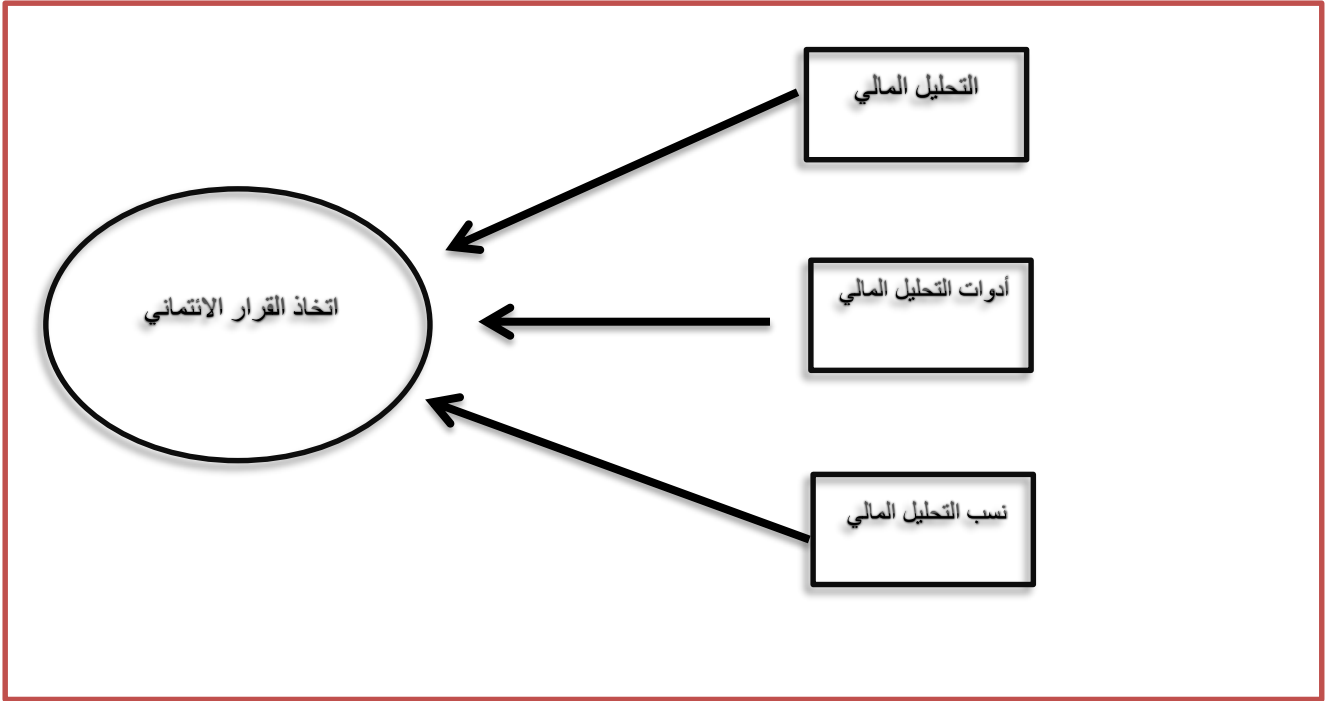 التحليل المالي
أدوات التحليل المالي
اتخاذ القرار الائتماني
نسب التحليل المالي